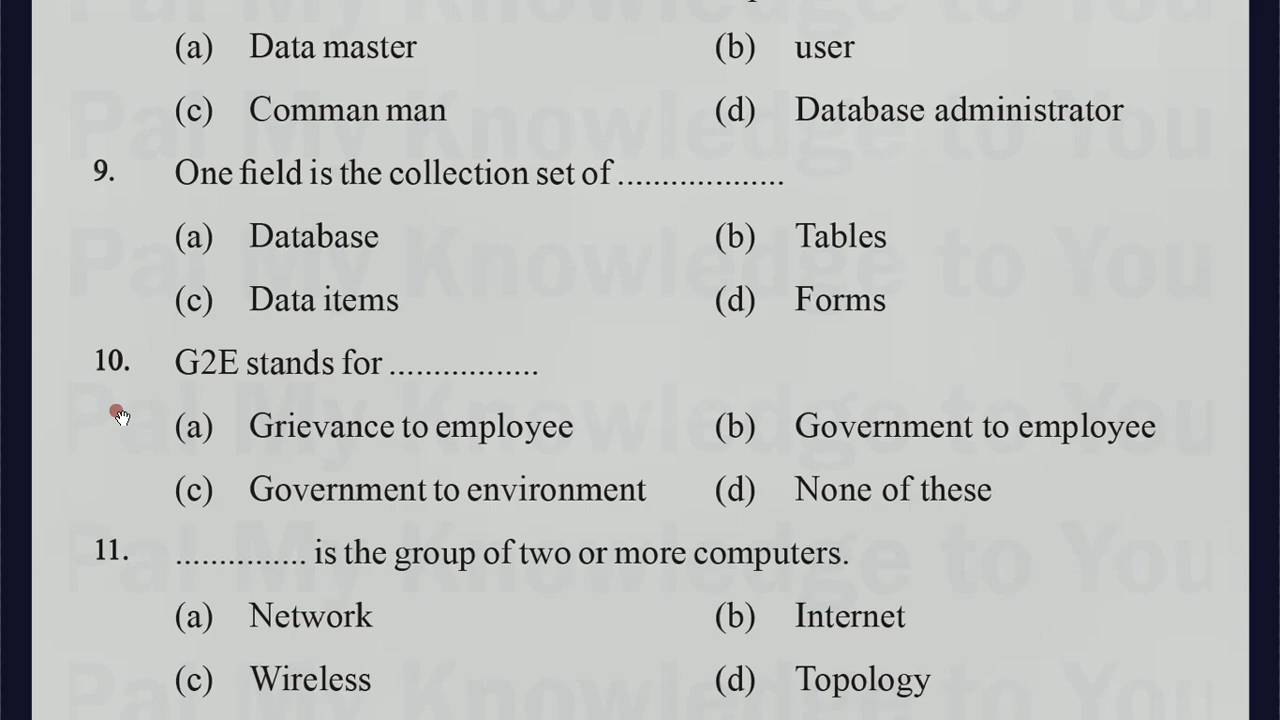 (a) Data master (b) user
(c) Comman man (d) Database administrator
9. One field is the collection set of ...................
(a) Database (b) Tables
(c) Data items (d) Forms
10. G2E stands for .................
(a) Grievance to employee (b) Government to employee
(c) Government to environment (d) None of these
11. ............... is the group of two or more computers.
(a) Network (b) Internet
(c) Wireless (d) Topology